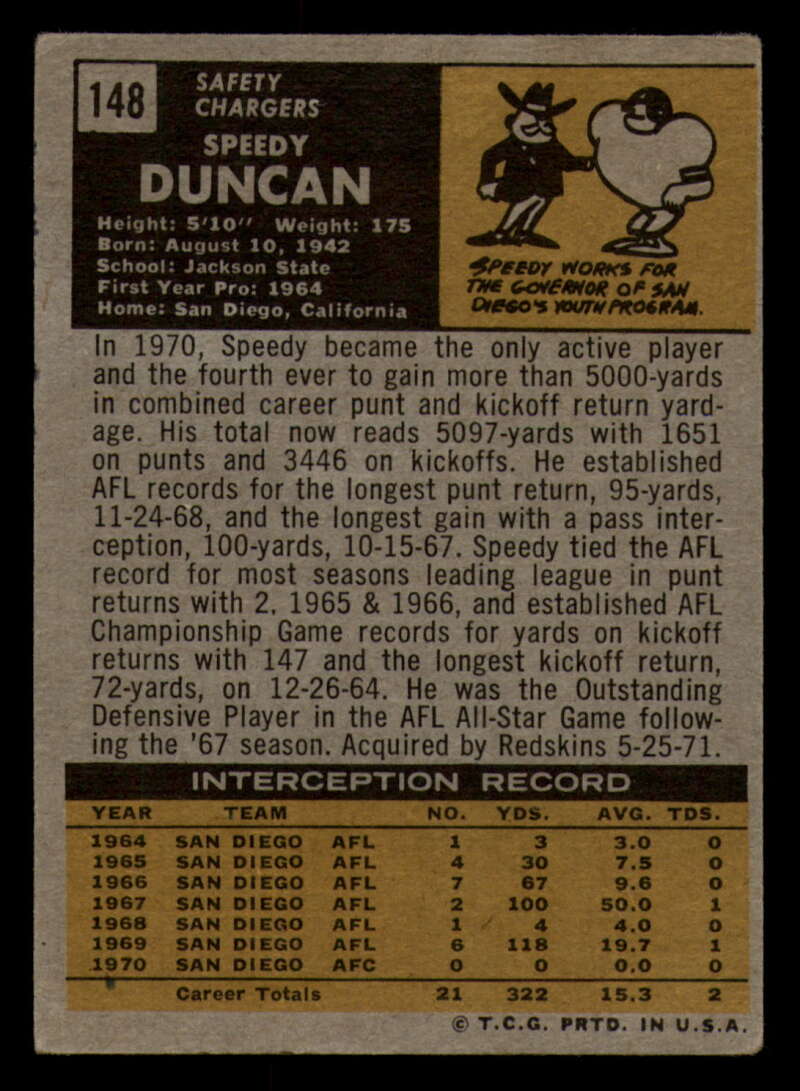 148
SAFETY
CHARGERS
SPEEDY
DUNCAN
Height: 5'10" Weight: 175
Born: August 10, 1942
School: Jackson State
First Year Pro: 1964
Home: San Diego, California
SPEEDY WORKS FOR
THE GOVERNOR OF SAN
DIEGO'S YOUTH PROGRAM.
In 1970, Speedy became the only active player
and the fourth ever to gain more than 5000-yards
in combined career punt and kickoff return yard-
age. His total now reads 5097-yards with 1651
on punts and 3446 on kickoffs. He established
AFL records for the longest punt return, 95-yards,
11-24-68, and the longest gain with a pass inter-
ception, 100-yards, 10-15-67. Speedy tied the AFL
record for most seasons leading league in punt
returns with 2, 1965 & 1966, and established AFL
Championship Game records for yards on kickoff
returns with 147 and the longest kickoff return,
72-yards, on 12-26-64. He was the Outstanding
Defensive Player in the AFL All-Star Game follow-
ing the '67 season. Acquired by Redskins 5-25-71.
INTERCEPTION RECORD
YEAR TEAM NO. YDS. AVG. TDS.
1964 SAN DIEGO AFL 1 3 3.0 0
1965 SAN DIEGO AFL 4 30 7.5 0
1966 SAN DIEGO AFL 7 67 9.6 0
1967 SAN DIEGO AFL 2 100 50.0 1
1968 SAN DIEGO AFL 1 4 4.0 0
1969 SAN DIEGO AFL 6 118 19.7 1
1970 SAN DIEGO AFC 0 0 0.0 0
Career Totals 21 322 15.3 2
© T.C.G. PRTD. IN U.S.A.